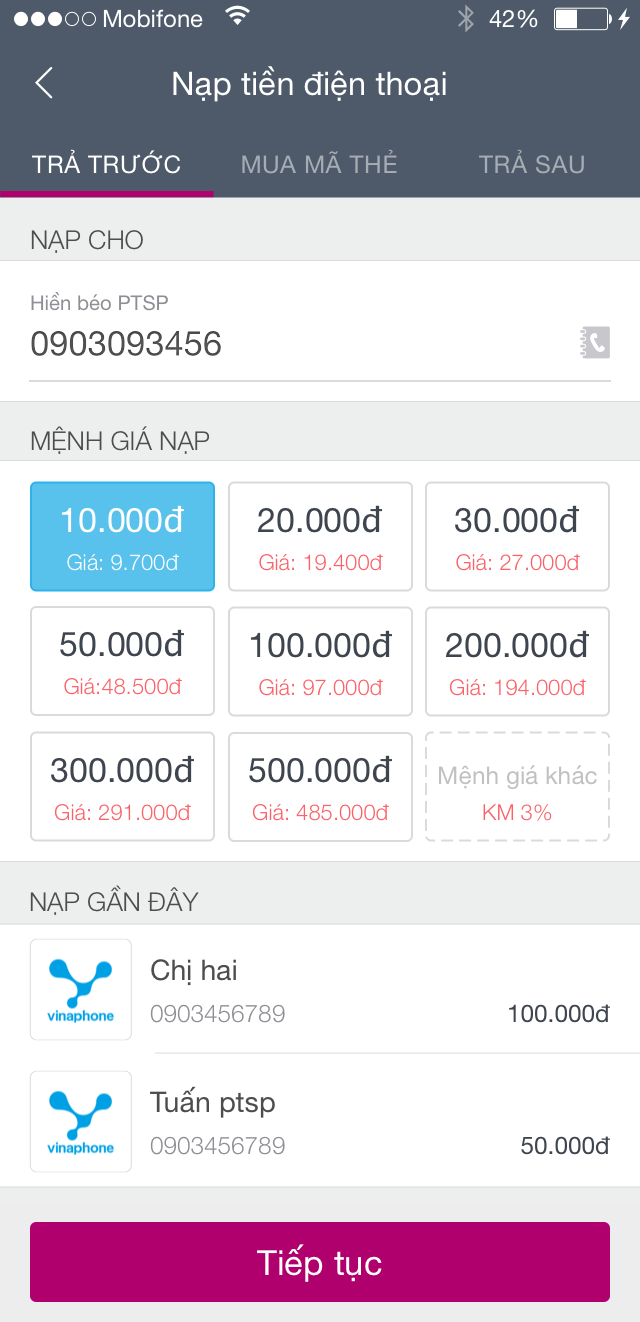 Mobifone 42%
Nạp tiền điện thoại
TRẢ TRƯỚC MUA MÃ THẺ TRẢ SAU
NẠP CHO
Hiền béo PTSP
0903093456
MỆNH GIÁ NẠP
10.000đ 20.000đ 30.000đ
Giá: 9.700đ Giá: 19.400đ Giá: 27.000đ
50.000đ 100.000đ 200.000đ
Giá:48.500đ Giá: 97.000đ Giá: 194.000đ
300.000đ 500.000đ Mệnh giá khác
Giá: 291.000đ Giá: 485.000đ KM 3%
NẠP GẦN ĐÂY
Chị hai
vinaphone 0903456789 100.000đ
Tuấn ptsp
vinaphone 0903456789 50.000đ
Tiếp tục